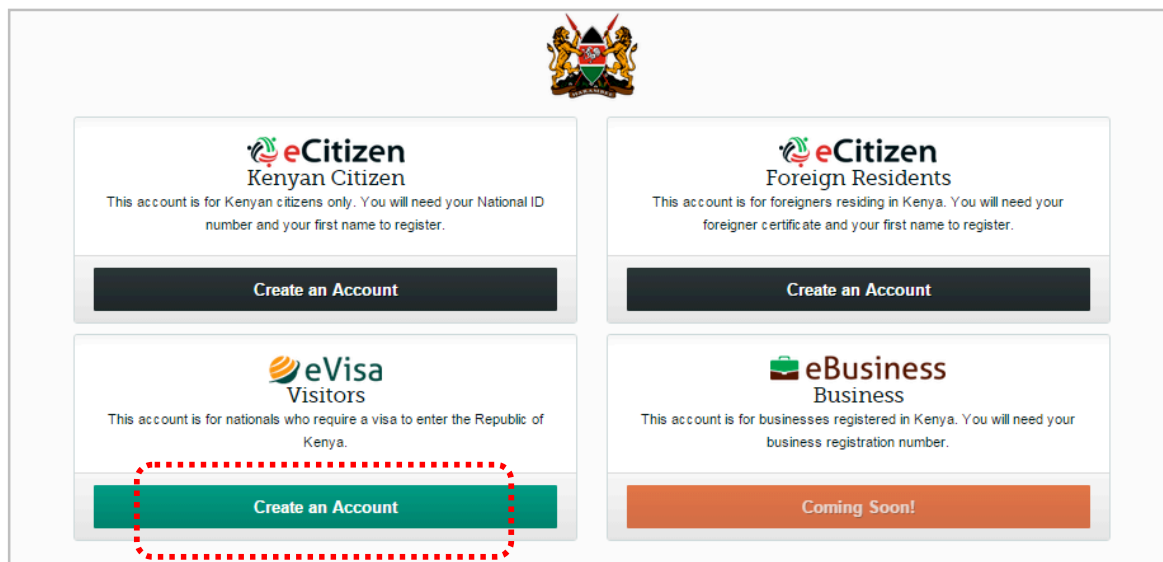 HARAMBEE
eCitizen
Kenyan Citizen
This account is for Kenyan citizens only. You will need your National ID
number and your first name to register.
Create an Account
eCitizen
Foreign Residents
This account is for foreigners residing in Kenya. You will need your
foreigner certificate and your first name to register.
Create an Account
eVisa
Visitors
This account is for nationals who require a visa to enter the Republic of
Kenya.
Create an Account
eBusiness
Business
This account is for businesses registered in Kenya. You will need your
business registration number.
Coming Soon!